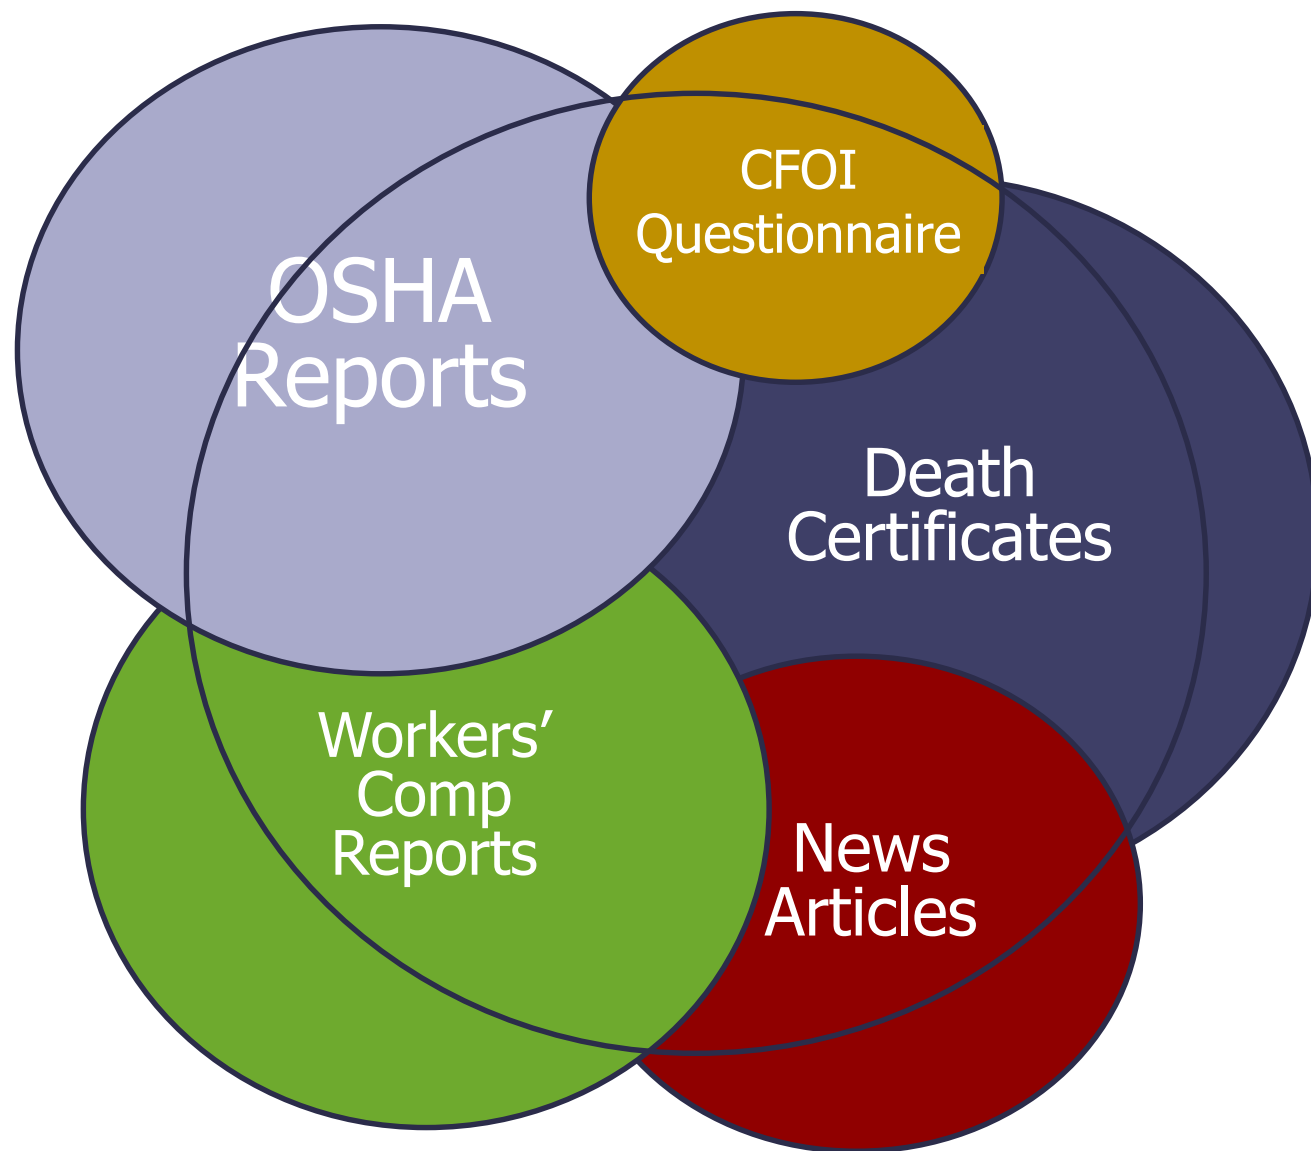 CFOI
Questionnaire
OSHA
Reports
Death
Certificates
Workers’
Comp
Reports
News
Articles